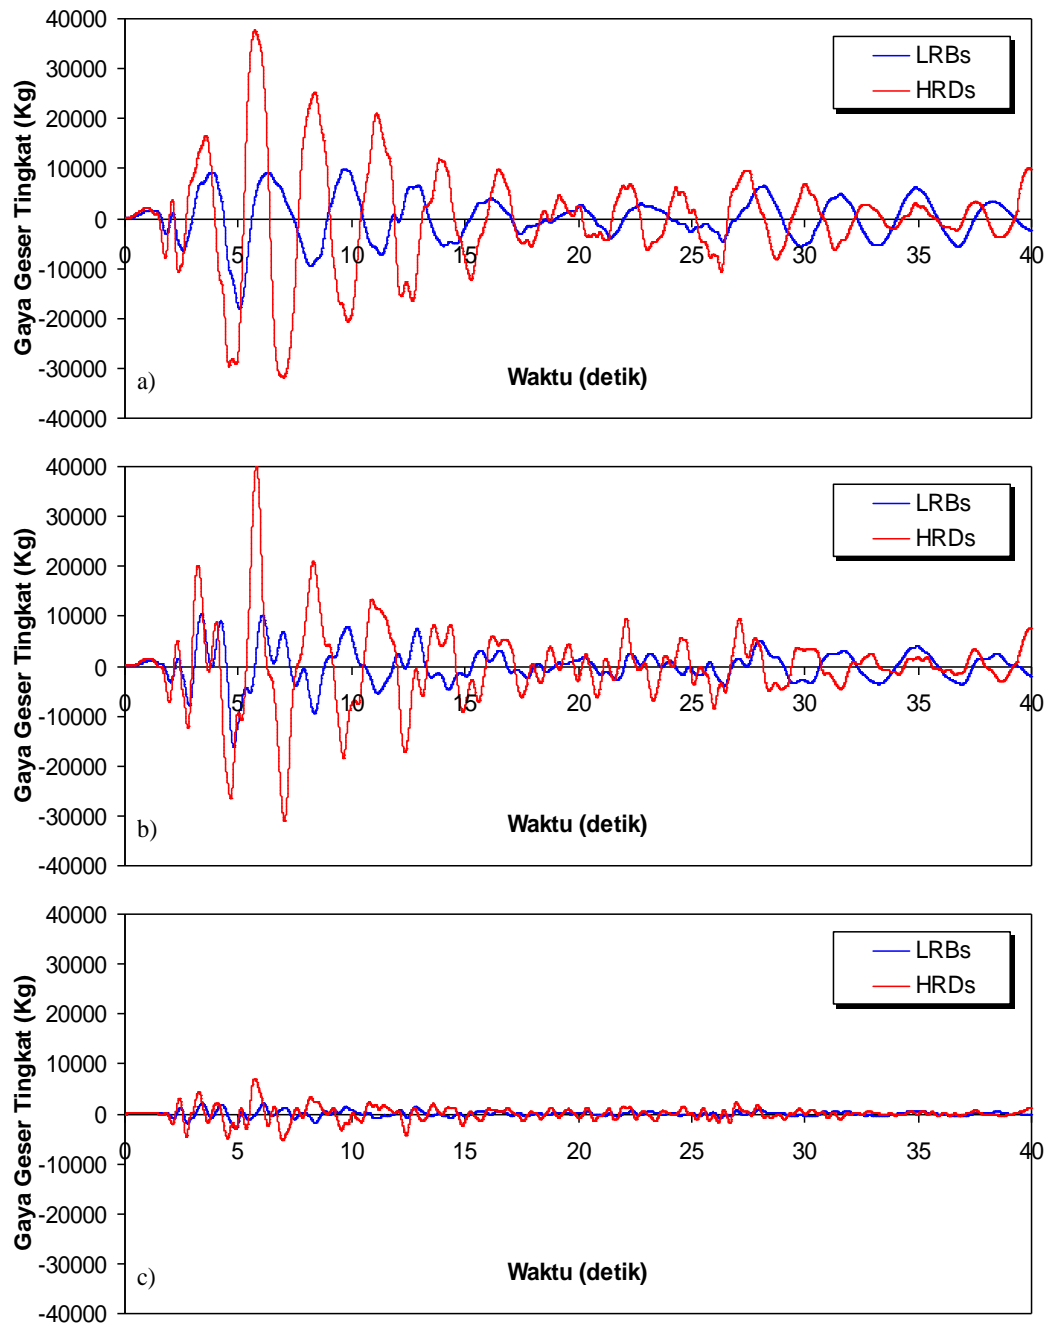 40000
30000
20000
10000
0
-10000
-20000
-30000
-40000
Gaya Geser Tingkat (Kg)
LRBs
HRDs
0 5 10 15 20 25 30 35 40
Waktu (detik)
a)
40000
30000
20000
10000
0
-10000
-20000
-30000
-40000
Gaya Geser Tingkat (Kg)
LRBs
HRDs
0 5 10 15 20 25 30 35 40
Waktu (detik)
b)
40000
30000
20000
10000
0
-10000
-20000
-30000
-40000
Gaya Geser Tingkat (Kg)
LRBs
HRDs
0 5 10 15 20 25 30 35 40
Waktu (detik)
c)